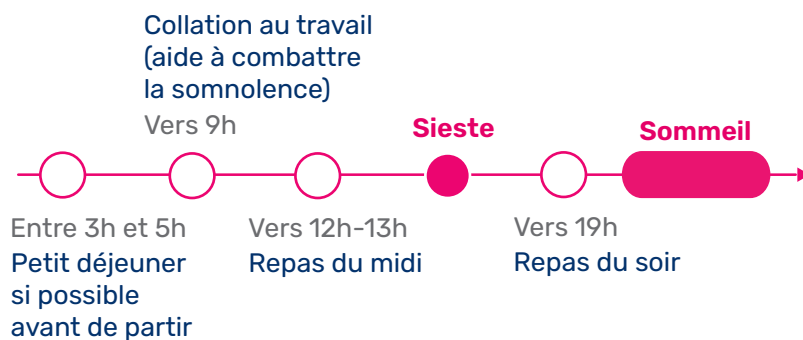 Collation au travail
(aide à combattre
la somnolence)
Vers 9h
Sieste
Sommeil
Entre 3h et 5h
Petit déjeuner
si possible
avant de partir
Vers 12h-13h
Repas du midi
Vers 19h
Repas du soir